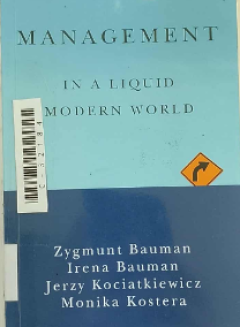 MANAGEMENT
IN A LIQUID
MODERN WORLD
Zygmunt Bauman
Irena Bauman
Jerzy Kociatkiewicz
Monika Kostera